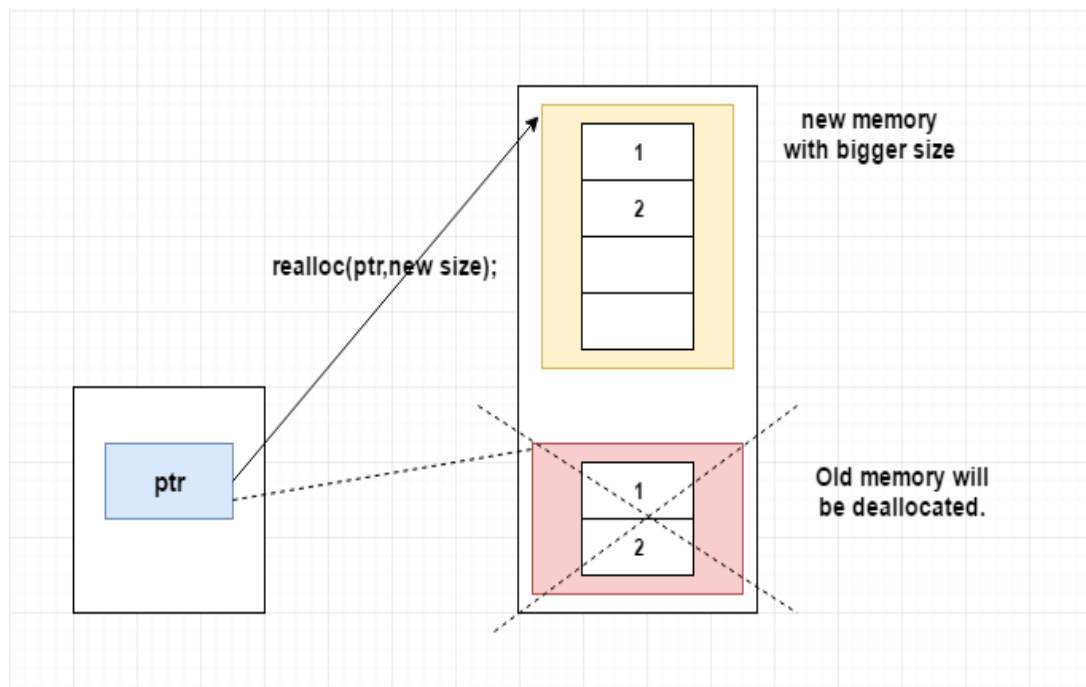 new memory
with bigger size
1
2
realloc(ptr,new size);
ptr
1
2
Old memory will
be deallocated.